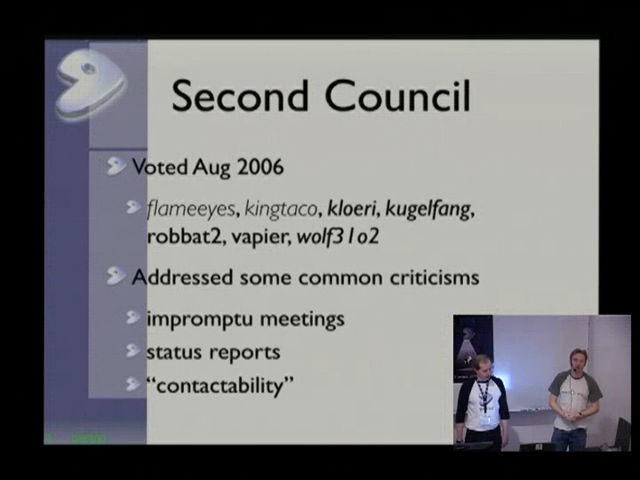 Second Council
Voted Aug 2006
flameeyes, kingtaco, kloeri, kugelfang,
robbat2, vapier, wolf31o2
Addressed some common criticisms
impromptu meetings
status reports
“contactability”